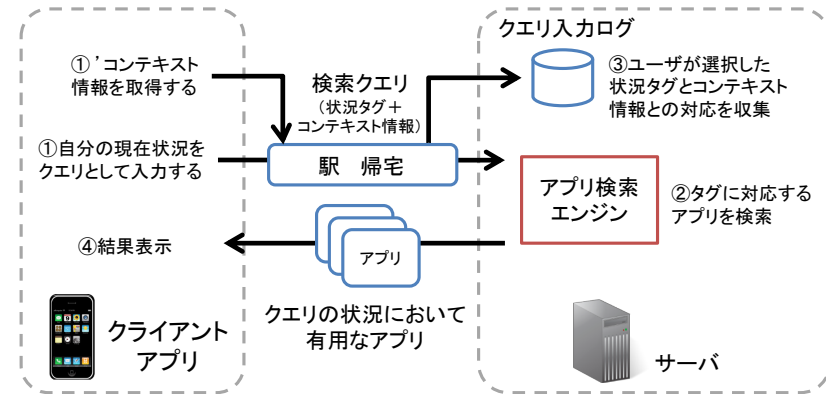 ①’コンテキスト
情報を取得する
①自分の現在状況を
クエリとして入力する
④結果表示
クライアント
アプリ
検索クエリ
（状況タグ＋
コンテキスト情報）
駅　帰宅
アプリ
クエリの状況において
有用なアプリ
クエリ入力ログ
③ユーザが選択した
状況タグとコンテキスト
情報との対応を収集
アプリ検索
エンジン
②タグに対応する
アプリを検索
サーバ